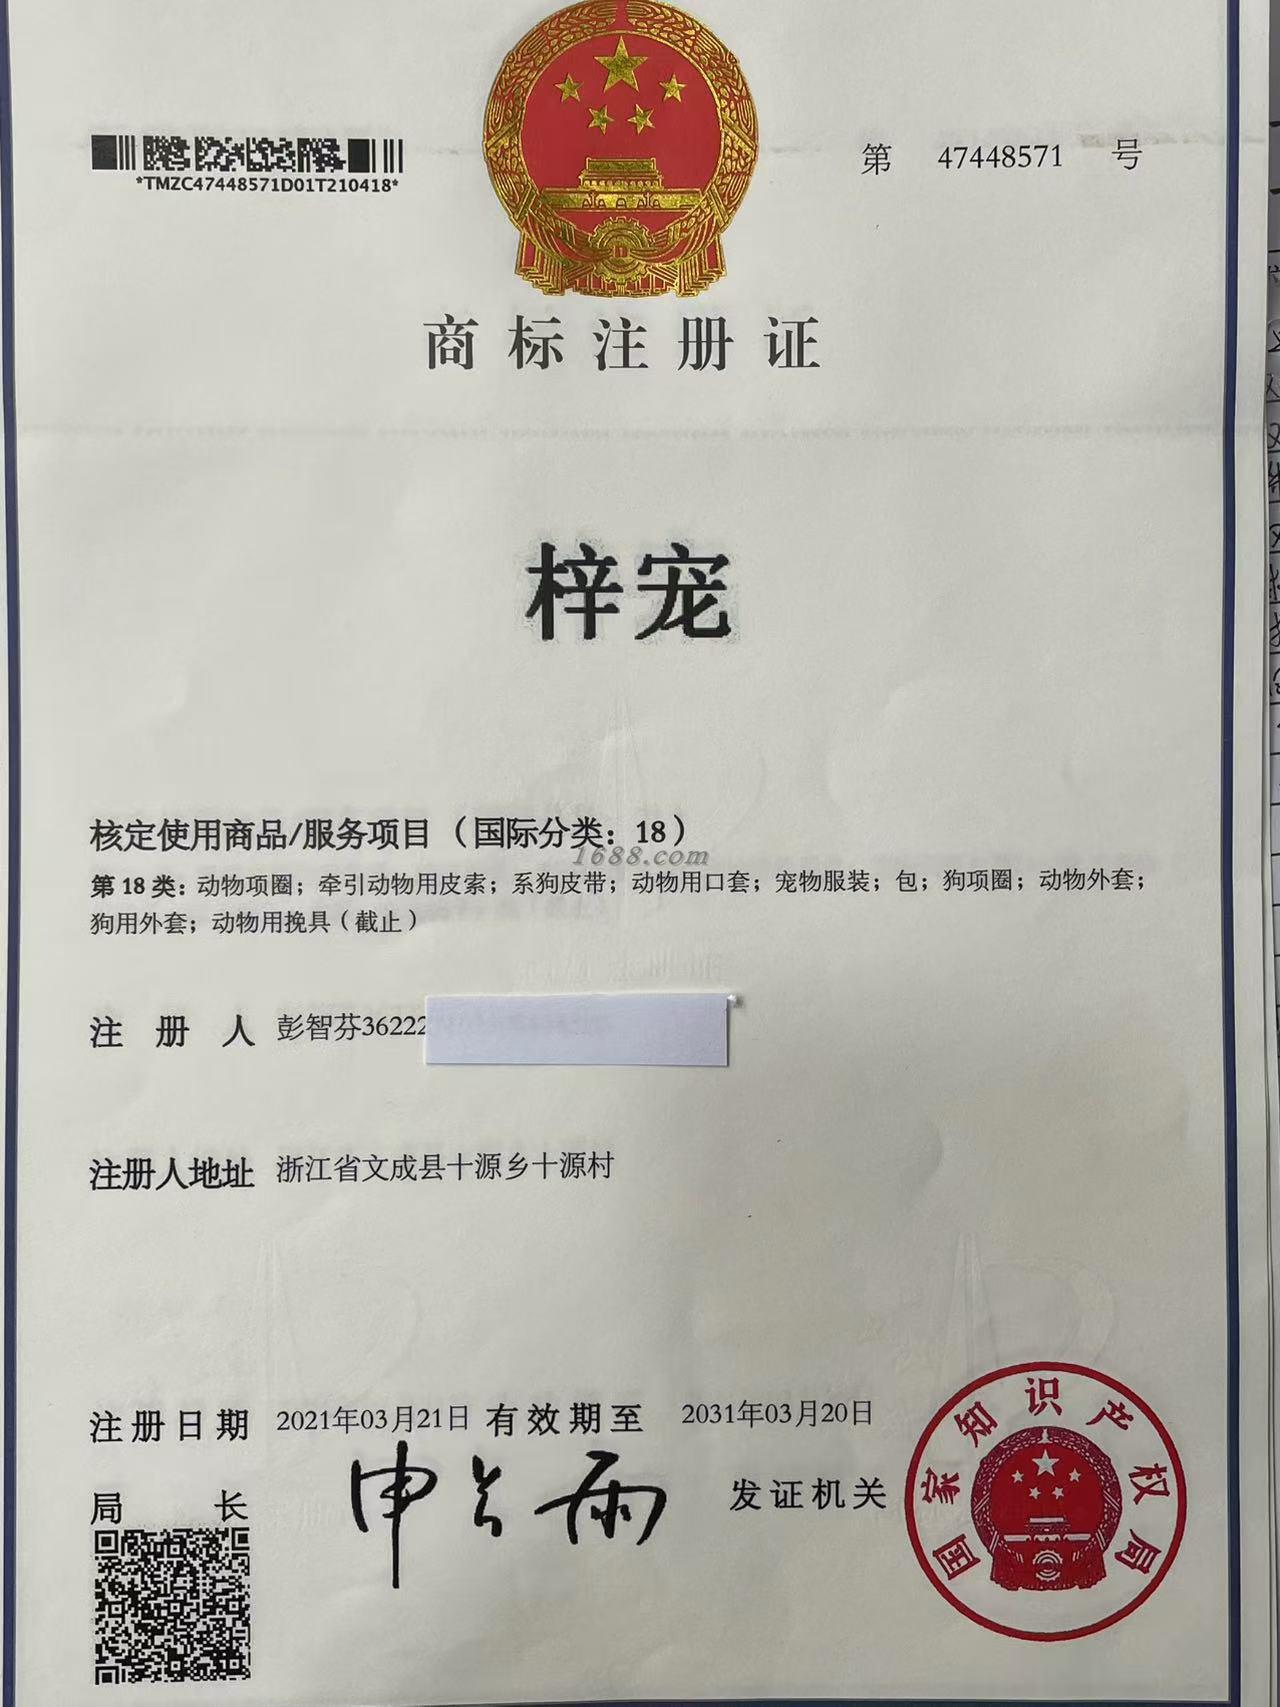 *TMZC47448571D01T210418*
第 47448571 号
商标注册证
梓宠
核定使用商品/服务项目（国际分类：18）
1688.com
第18类：动物项圈；牵引动物用皮索；系狗皮带；动物用口套；宠物服装；包；狗项圈；动物外套；
狗用外套；动物用挽具（截止）
注册人 彭智芬36222
注册人地址 浙江省文成县十源乡十源村
注册日期 2021年03月21日 有效期至 2031年03月20日
局长 申长雨 发证机关
国家知识产权局